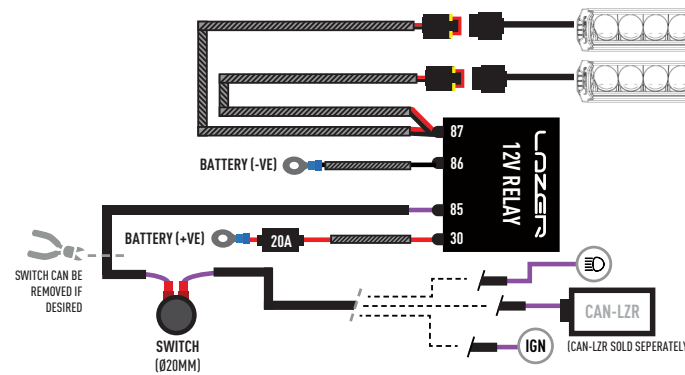 87
86
85
30
LAZER
12V RELAY
BATTERY (-VE)
BATTERY (+VE)
20A
SWITCH CAN BE
REMOVED IF
DESIRED
SWITCH
(Ø20MM)
CAN-LZR
(CAN-LZR SOLD SEPERATELY
IGN